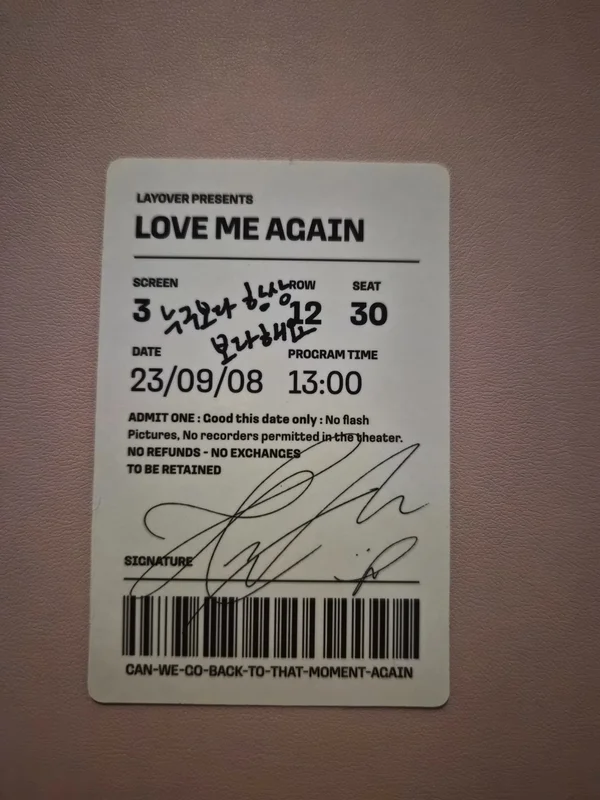 LAYOVER PRESENTS
LOVE ME AGAIN
SCREEN ROW SEAT
3 12 30
누구보다 항상
보라해요
DATE PROGRAM TIME
23/09/08 13:00
ADMIT ONE : Good this date only : No flash
Pictures, No recorders permitted in the theater.
NO REFUNDS - NO EXCHANGES
TO BE RETAINED
SIGNATURE
CAN-WE-GO-BACK-TO-THAT-MOMENT-AGAIN